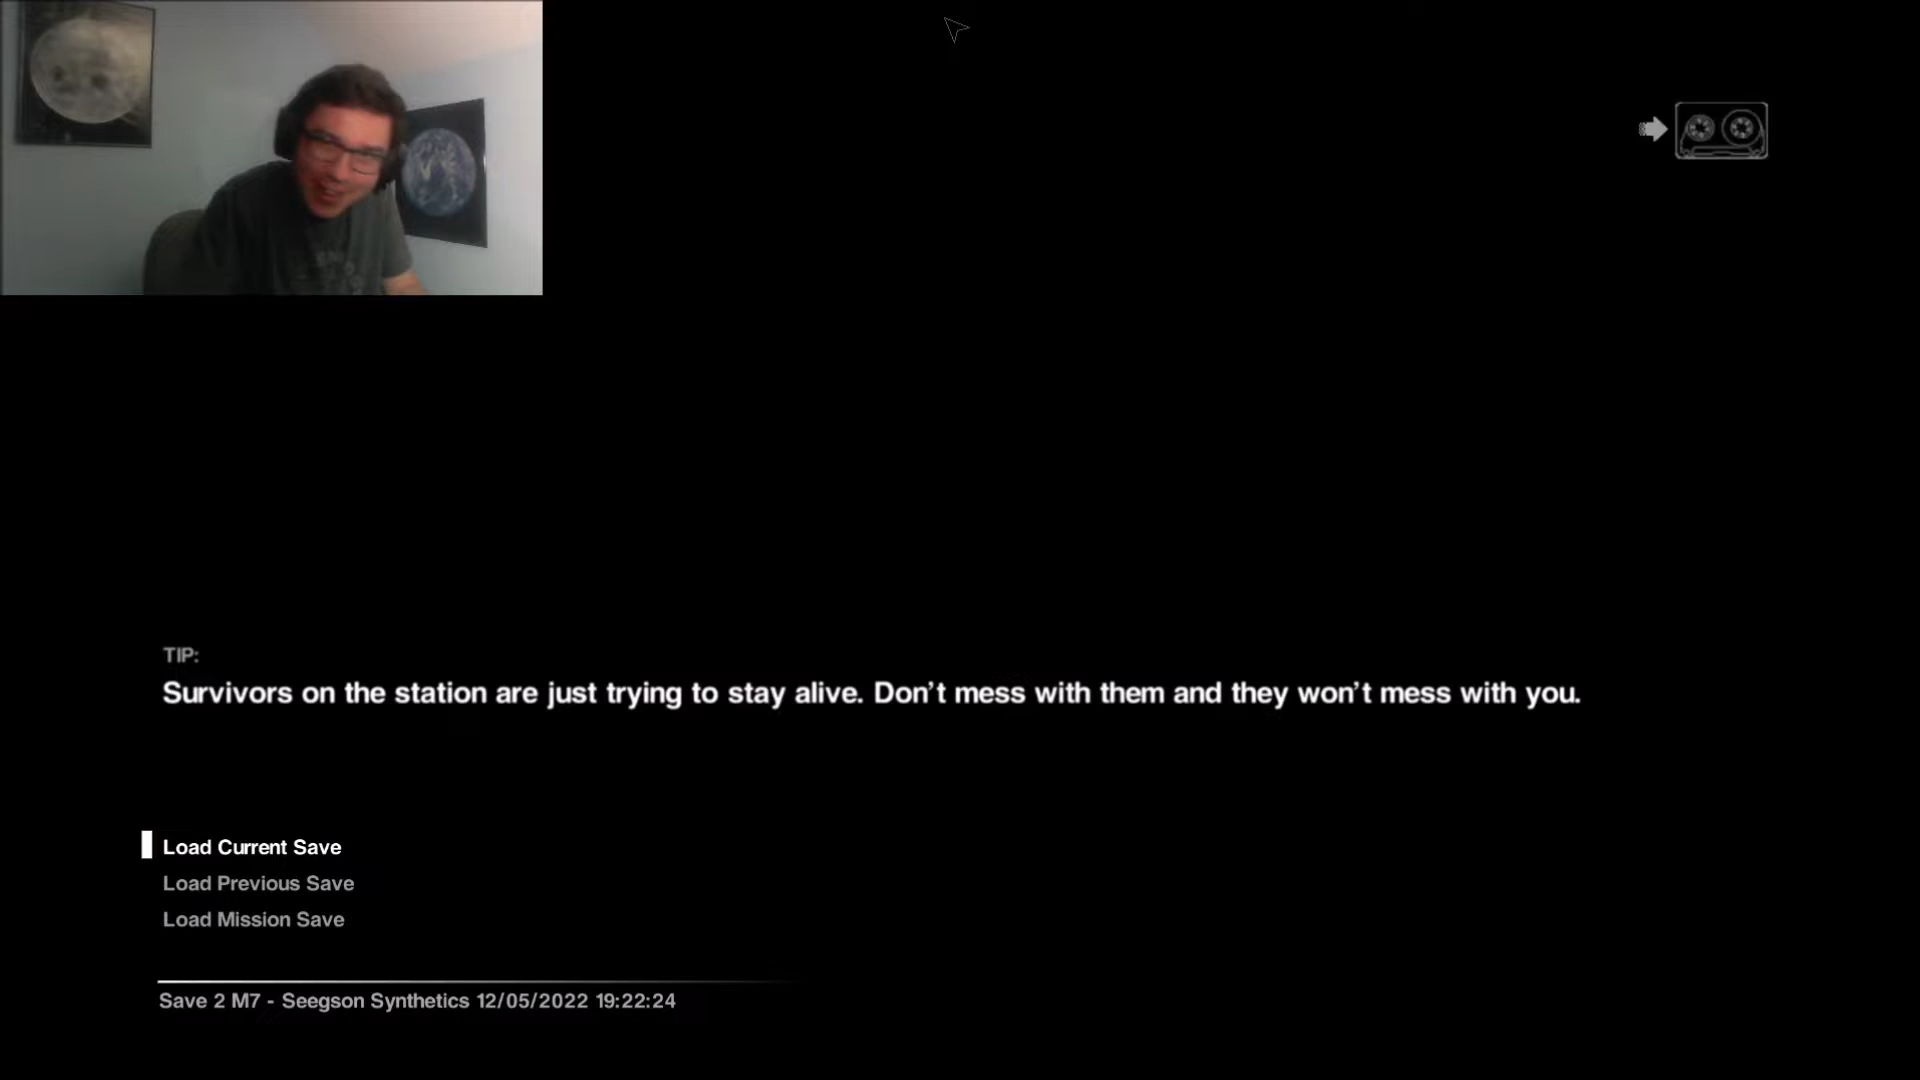 TIP:
Survivors on the station are just trying to stay alive. Don't mess with them and they won't mess with you.
Load Current Save
Load Previous Save
Load Mission Save
Save 2 M7 - Seegson Synthetics 12/05/2022 19:22:24